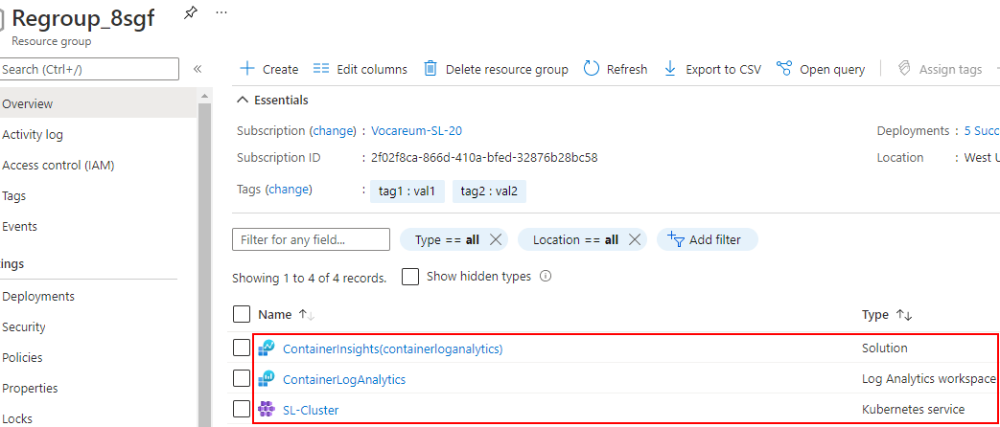 Regroup_8sgf
...
Resource group
Search (Ctrl+/)
«
Create
Edit columns
Delete resource group
Refresh
Export to CSV
Open query
Assign tags
Overview
Activity log
Access control (IAM)
Tags
Events
Deployments
Security
Policies
Properties
Locks
Essentials
Subscription (change) : Vocareum-SL-20
Deployments : 5
Subscription ID : 2f02f8ca-866d-410a-bfed-32876b28bc58
Location : West
Tags (change) : tag1 : val1 tag2 : val2
Filter for any field...
Type == all
Location == all
Add filter
Showing 1 to 4 of 4 records.
Show hidden types
Name ↑↓
Type ↑↓
ContainerInsights(containerloganalytics)
Solution
ContainerLogAnalytics
Log Analytics workspace
SL-Cluster
Kubernetes service